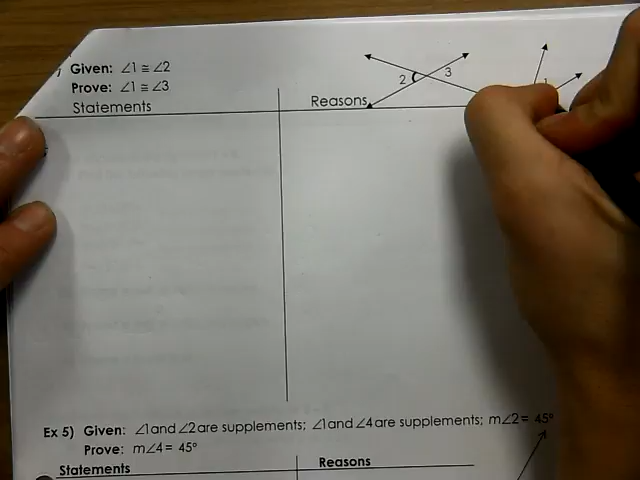 Given: ∠1 ≅ ∠2
Prove: ∠1 ≅ ∠3
Statements Reasons
2 3 1
Ex 5) Given: ∠1 and ∠2 are supplements; ∠1 and ∠4 are supplements; m∠2 = 45°
Prove: m∠4 = 45°
Statements Reasons